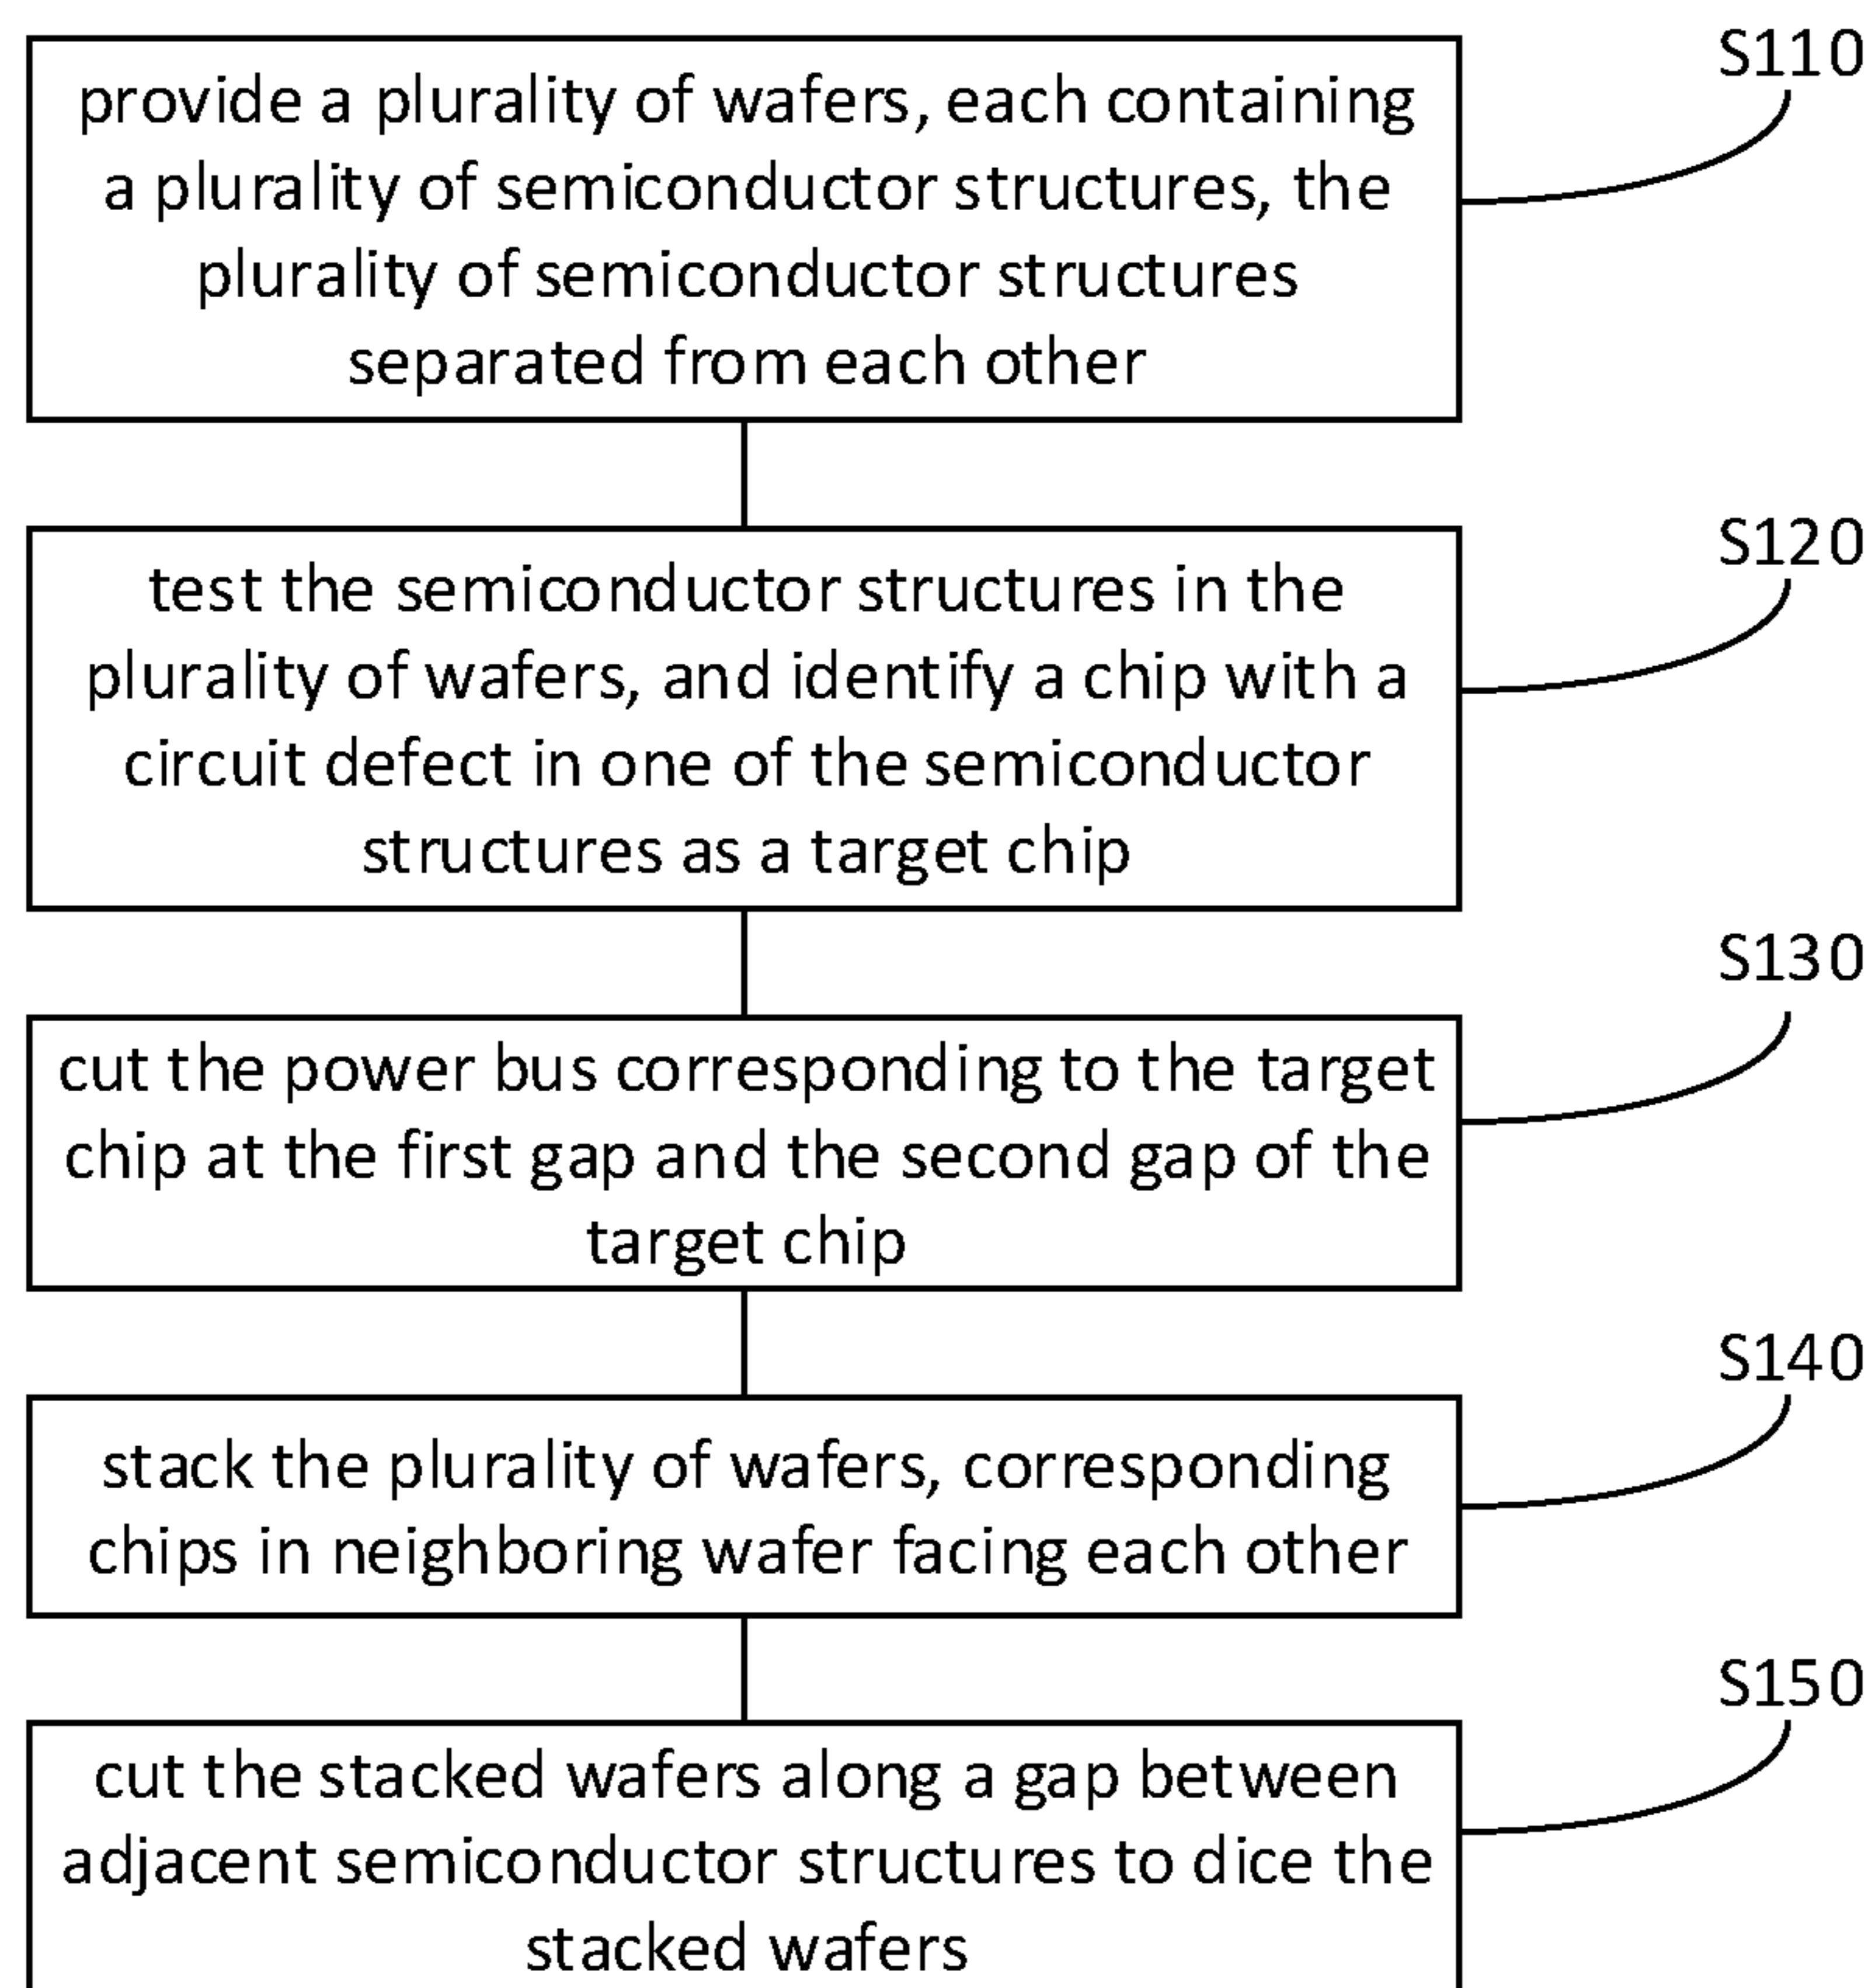 S110
provide a plurality of wafers, each containing
a plurality of semiconductor structures, the
plurality of semiconductor structures
separated from each other
S120
test the semiconductor structures in the
plurality of wafers, and identify a chip with a
circuit defect in one of the semiconductor
structures as a target chip
S130
cut the power bus corresponding to the target
chip at the first gap and the second gap of the
target chip
S140
stack the plurality of wafers, corresponding
chips in neighboring wafer facing each other
S150
cut the stacked wafers along a gap between
adjacent semiconductor structures to dice the
stacked wafers